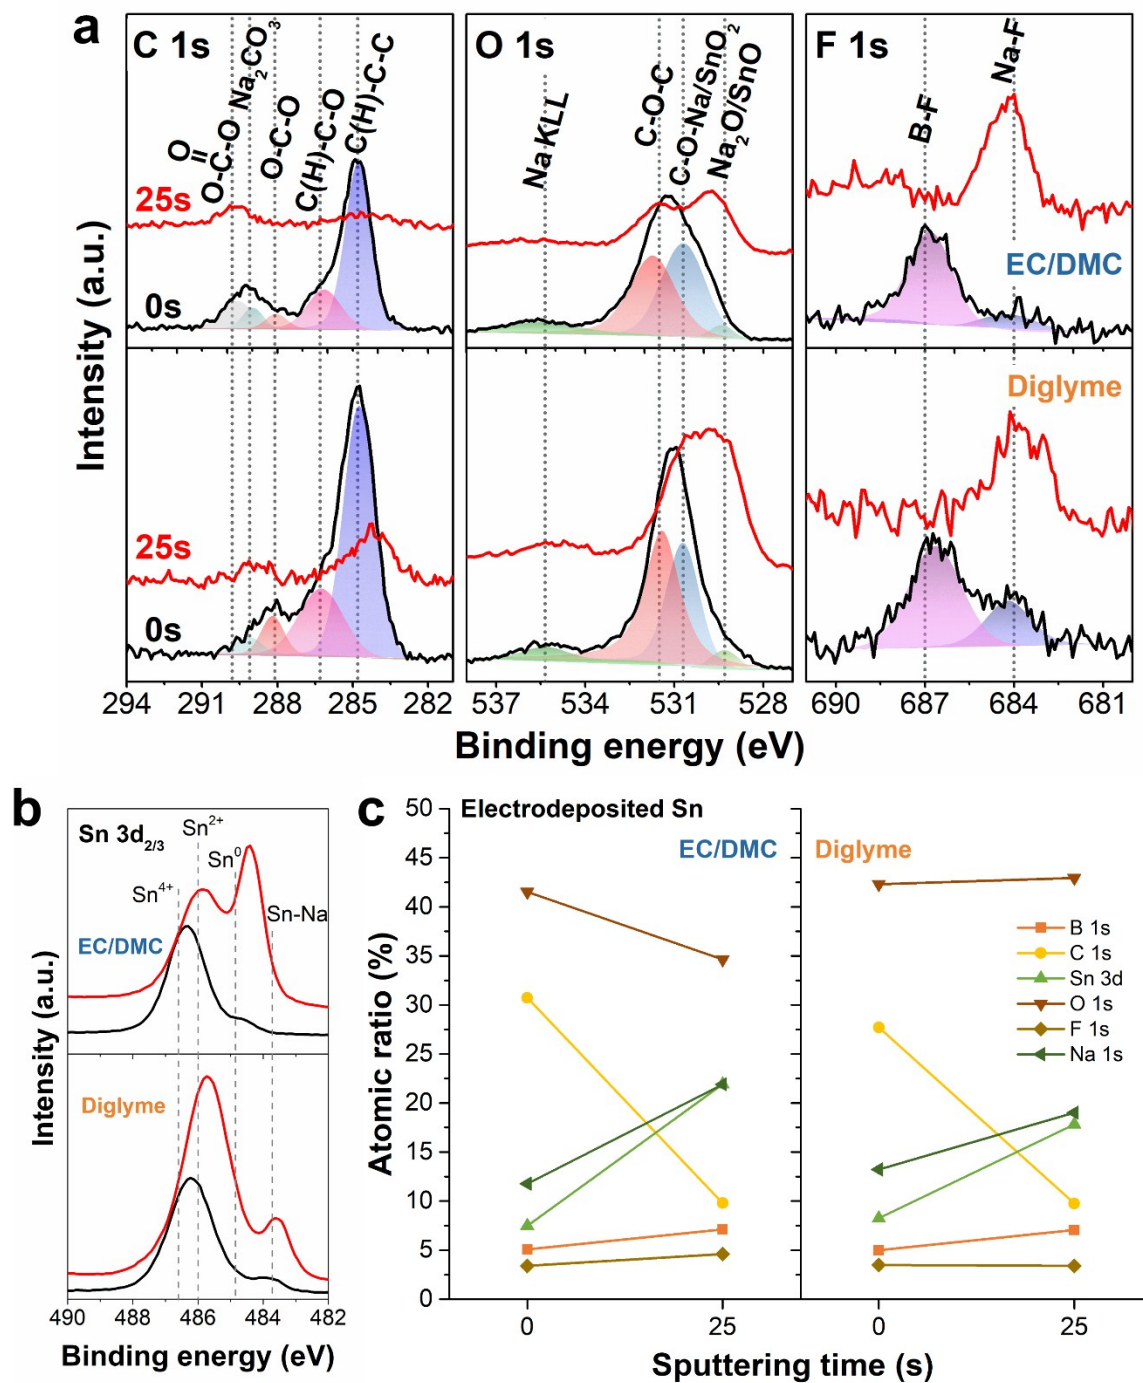 a
C 1s
O 1s
F 1s
O
O-C-O
Na₂CO₃
O-C-O
C(H)-C-O
C(H)-C-C
Na KLL
C-O-C
C-O-Na/SnO₂
Na₂O/SnO
B-F
Na-F
25s
0s
EC/DMC
Diglyme
25s
0s
Intensity (a.u.)
294 291 288 285 282
537 534 531 528
690 687 684 681
Binding energy (eV)
b
Sn 3d₂/₃
Sn²⁺
Sn⁰
Sn⁴⁺
Sn-Na
EC/DMC
Diglyme
Intensity (a.u.)
490 488 486 484 482
Binding energy (eV)
c
Electrodeposited Sn
EC/DMC
Diglyme
B 1s
C 1s
Sn 3d
O 1s
F 1s
Na 1s
Atomic ratio (%)
50
45
40
35
30
25
20
15
10
5
0
0 25 0 25
Sputtering time (s)